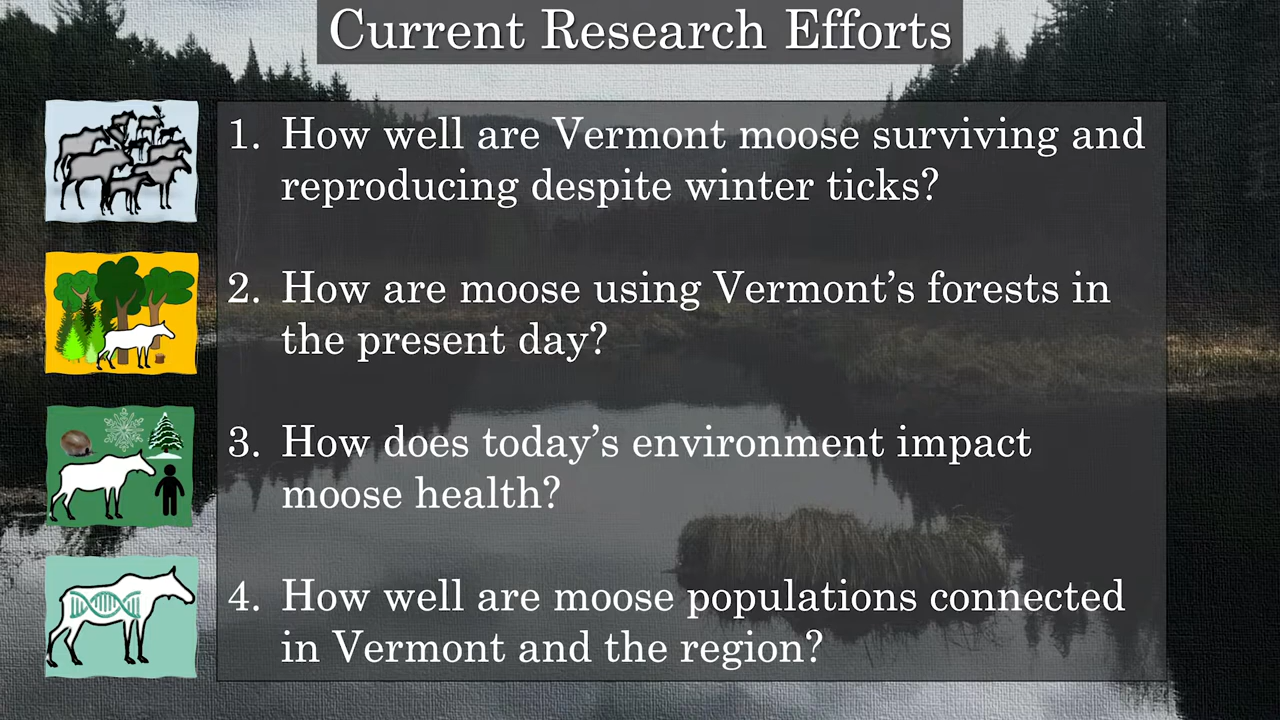 Current Research Efforts
1. How well are Vermont moose surviving and
reproducing despite winter ticks?
2. How are moose using Vermont’s forests in
the present day?
3. How does today’s environment impact
moose health?
4. How well are moose populations connected
in Vermont and the region?